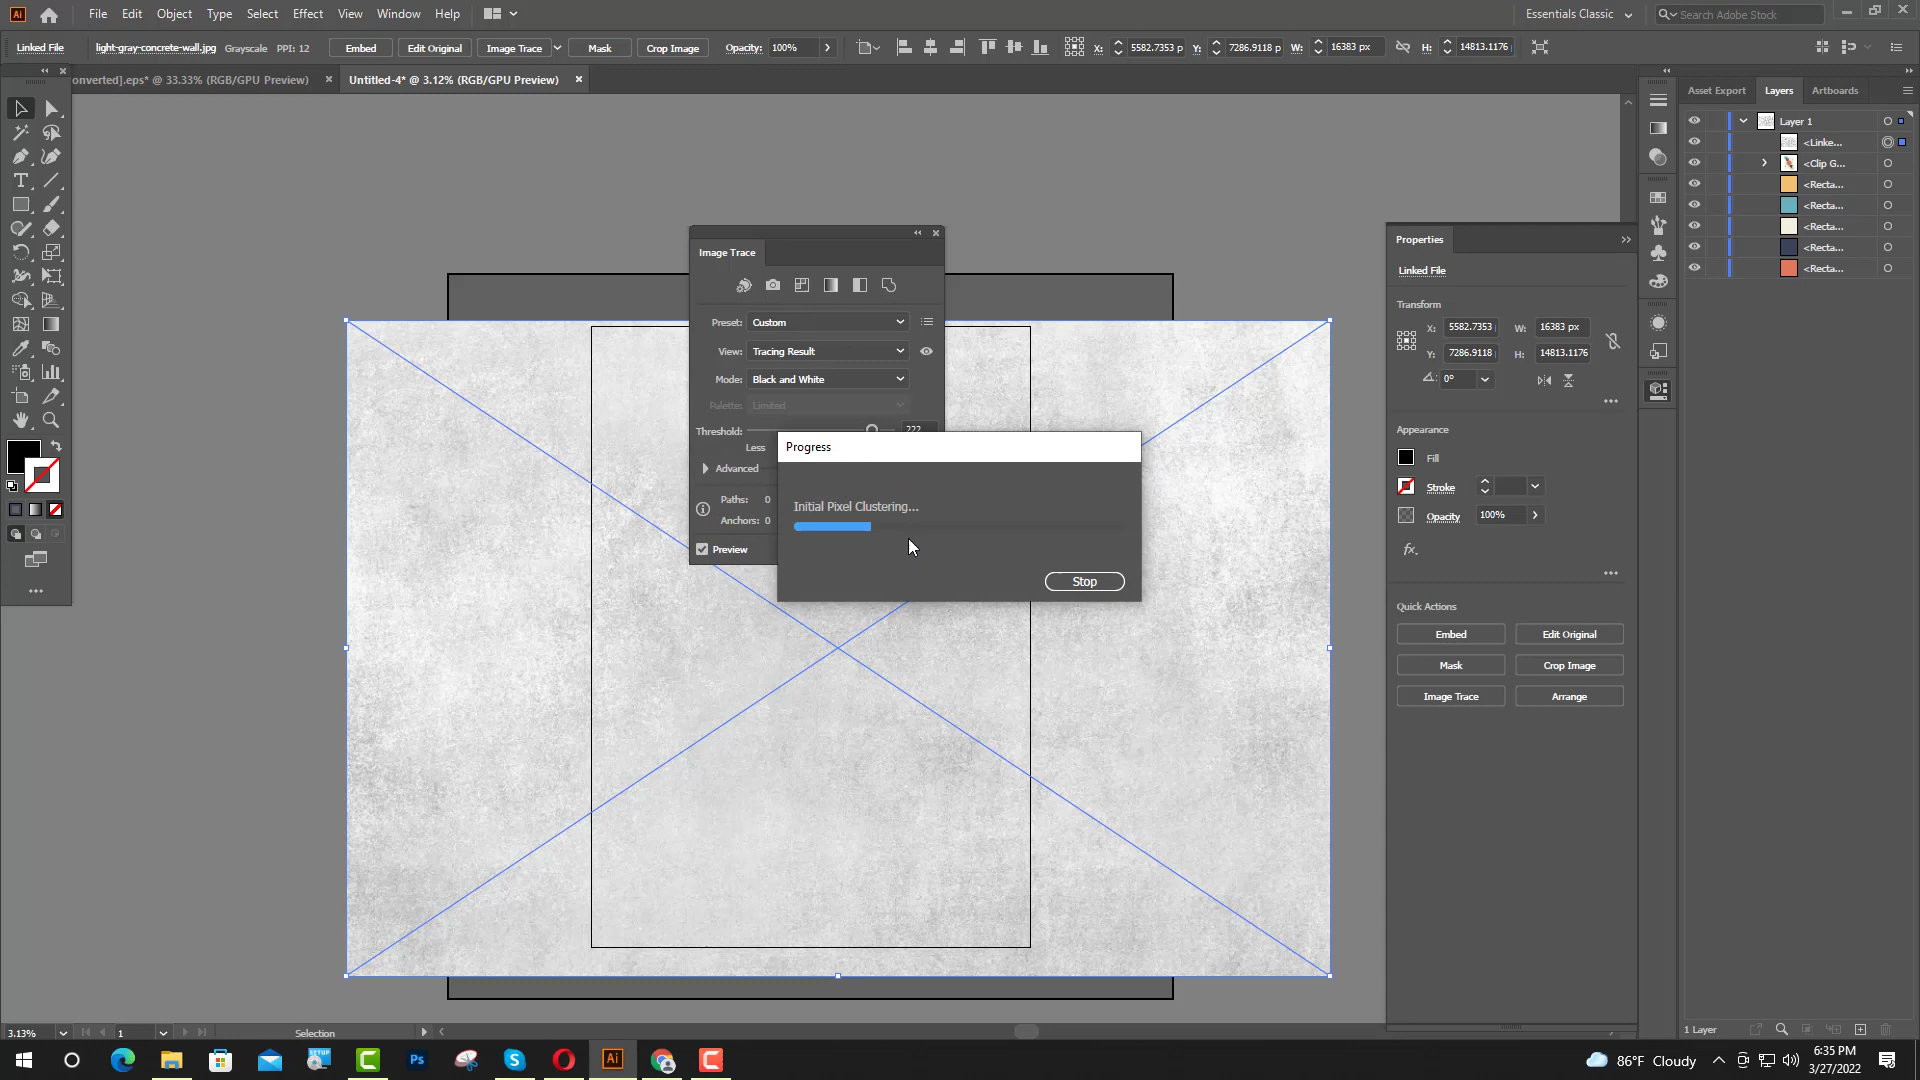 Ai File Edit Object Type Select Effect View Window Help Essentials Classic Search Adobe Stock
Linked File light-gray-concrete-wall.jpg Grayscale PPI: 12 Embed Edit Original Image Trace Mask Crop Image Opacity: 100% X: 5582.7353 p Y: 7286.9118 p W: 16383 px H: 14813.1176
onverted].eps* @ 33.33% (RGB/GPU Preview) × Untitled-4* @ 3.12% (RGB/GPU Preview) ×
Asset Export Layers Artboards
Layer 1
<Linke...
<Clip G...
<Recta...
<Recta...
<Recta...
<Recta...
<Recta...
Image Trace
Preset: Custom
View: Tracing Result
Mode: Black and White
Palette: Limited
Threshold: 222
Less
Advanced
Paths: 0
Anchors: 0
Preview
Progress
Initial Pixel Clustering...
Stop
Properties
Linked File
Transform
X: 5582.7353 W: 16383 px
Y: 7286.9118 H: 14813.1176
0°
Appearance
Fill
Stroke
Opacity 100%
fx.
Quick Actions
Embed Edit Original
Mask Crop Image
Image Trace Arrange
3.13% 1 Selection
1 Layer
SETUP Ps Ai 86°F Cloudy 6:35 PM
3/27/2022